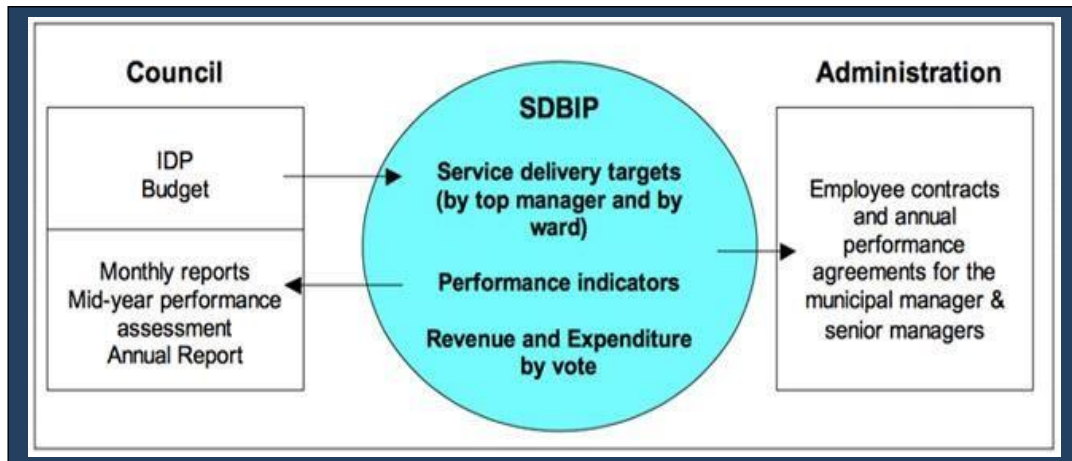 Council
IDP
Budget
Monthly reports
Mid-year performance
assessment
Annual Report
SDBIP
Service delivery targets
(by top manager and by
ward)
Performance indicators
Revenue and Expenditure
by vote
Administration
Employee contracts
and annual
performance
agreements for the
municipal manager &
senior managers